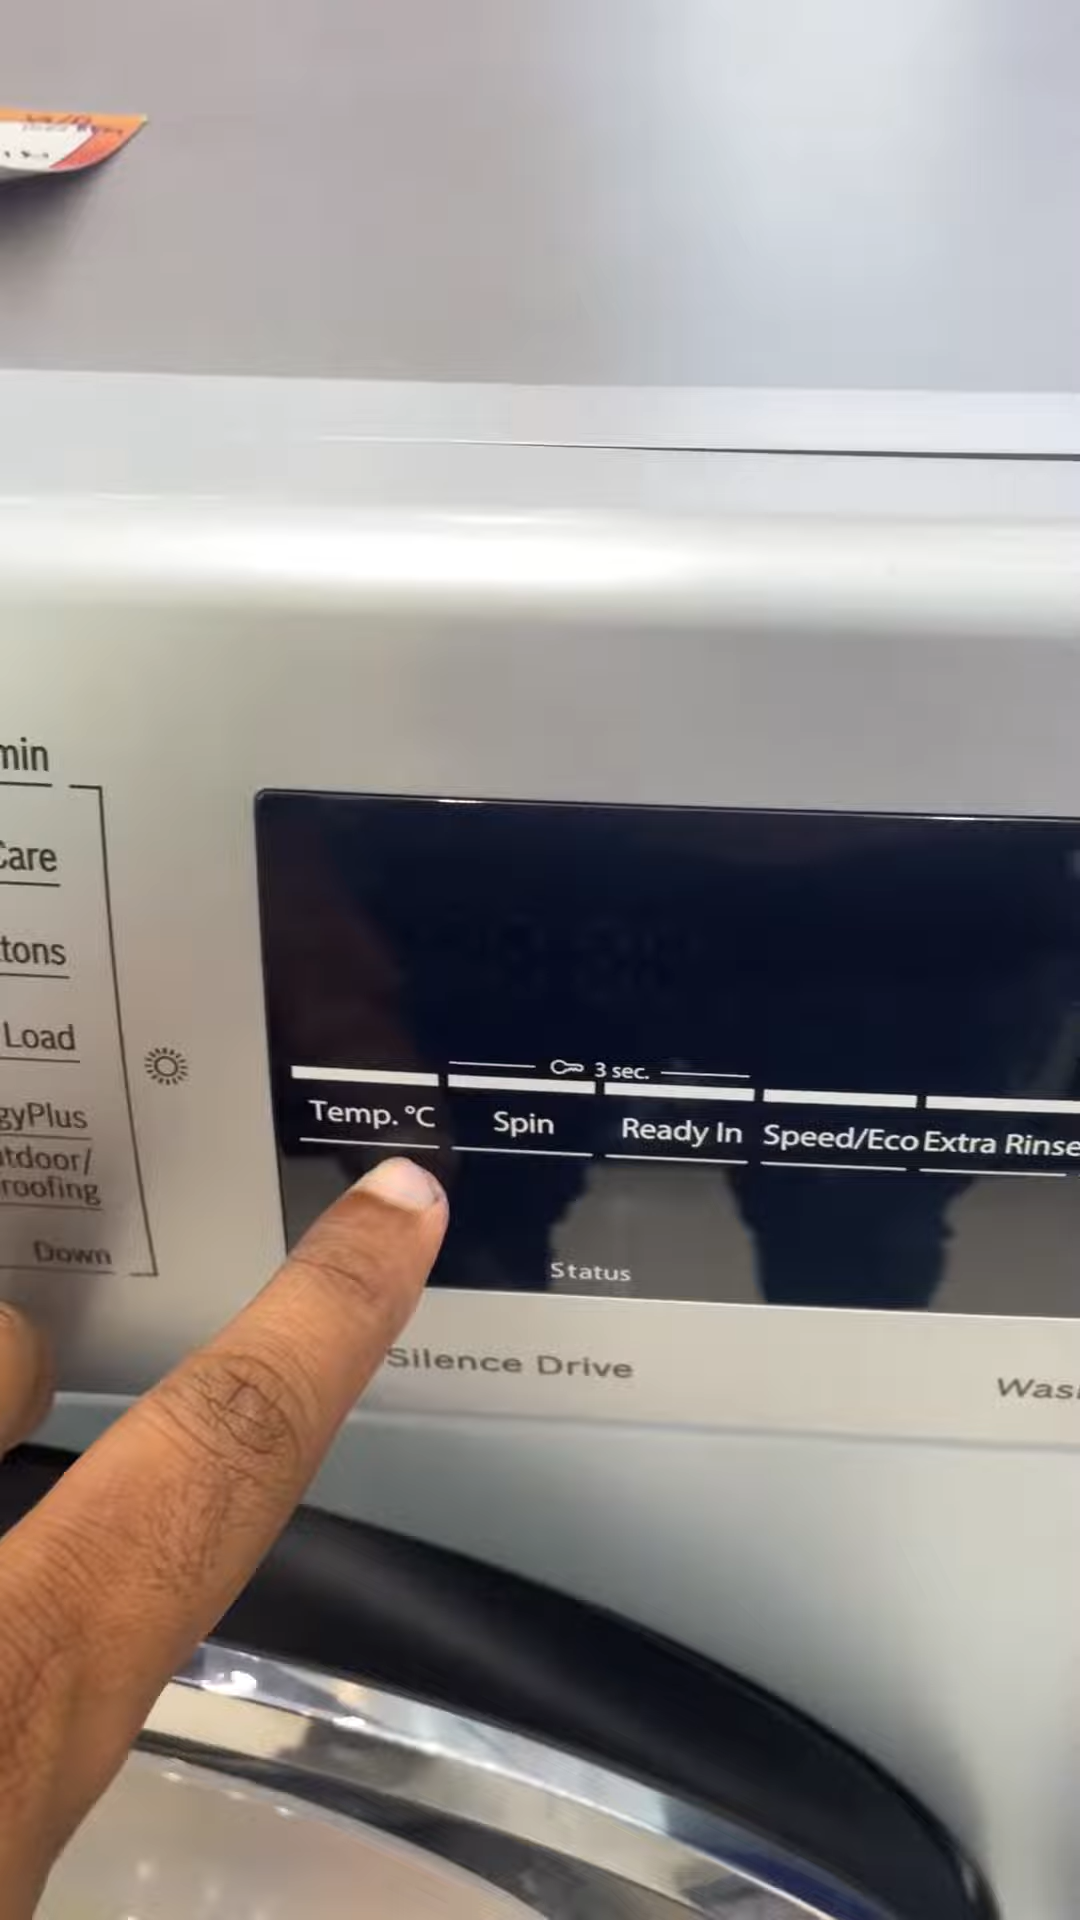 min
Care
tons
Load
gyPlus
tdoor/
roofing
Down
3 sec.
Temp. °C Spin Ready In Speed/Eco Extra Rinse
Status
Silence Drive
Was